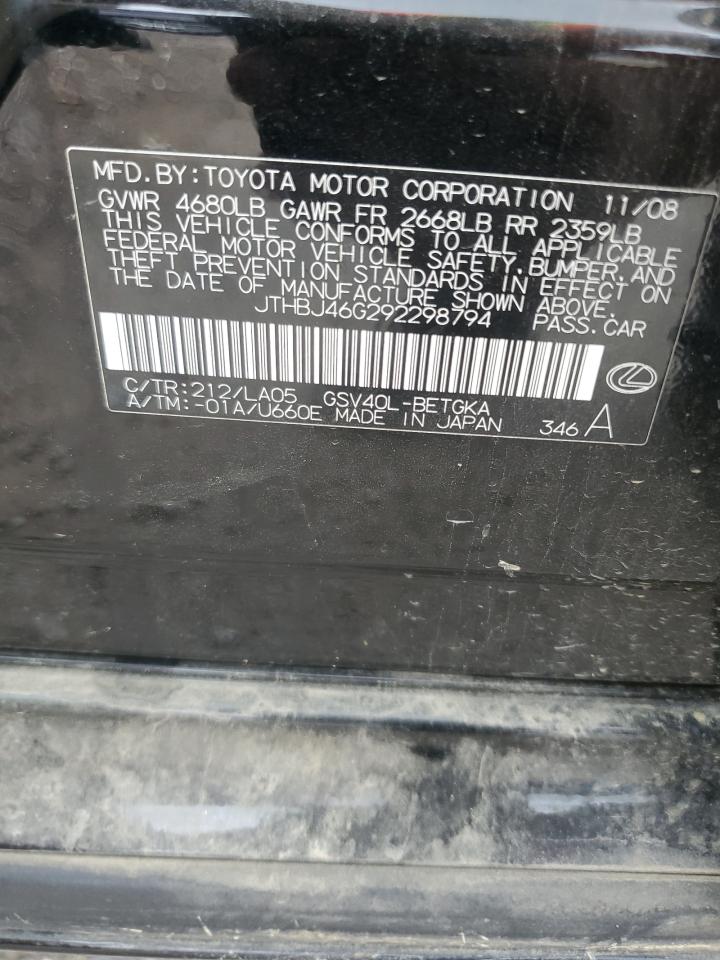 MFD.BY:TOYOTA MOTOR CORPORATION 11/08
GVWR 4680LB GAWR FR 2668LB RR 2359LB
THIS VEHICLE CONFORMS TO ALL APPLICABLE
FEDERAL MOTOR VEHICLE SAFETY,BUMPER,AND
THEFT PREVENTION STANDARDS IN EFFECT ON
THE DATE OF MANUFACTURE SHOWN ABOVE.
JTHBJ46G292298794 PASS.CAR
C/TR:212/LA05 GSV40L-BETGKA
A/TM:-01A/U660E MADE IN JAPAN 346 A